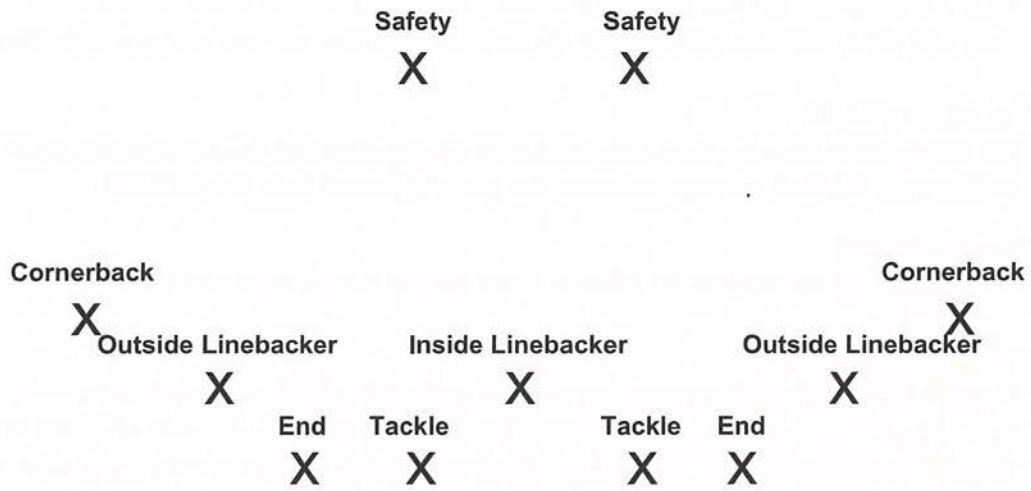 Safety Safety
X X
Cornerback Cornerback
X X
Outside Linebacker Inside Linebacker Outside Linebacker
X X X
End Tackle Tackle End
X X X X